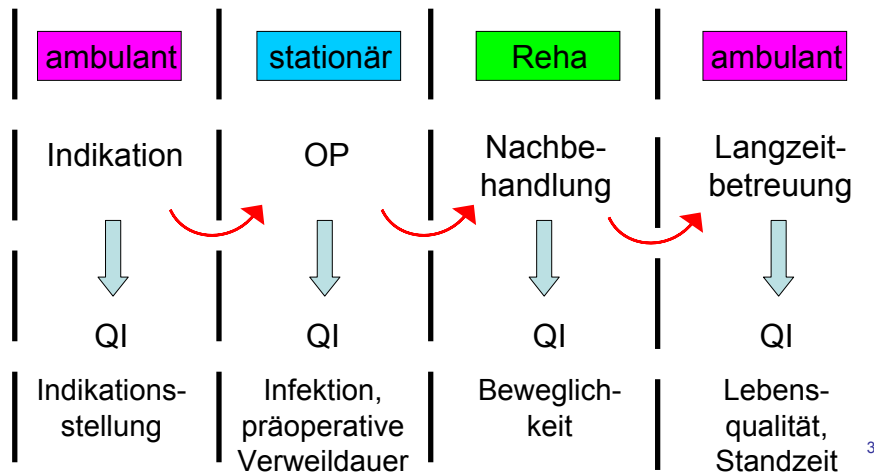 ambulant
stationär
Reha
ambulant
Indikation
OP
Nachbe-
handlung
Langzeit-
betreuung
QI
QI
QI
QI
Indikations-
stellung
Infektion,
präoperative
Verweildauer
Beweglich-
keit
Lebens-
qualität,
Standzeit
3